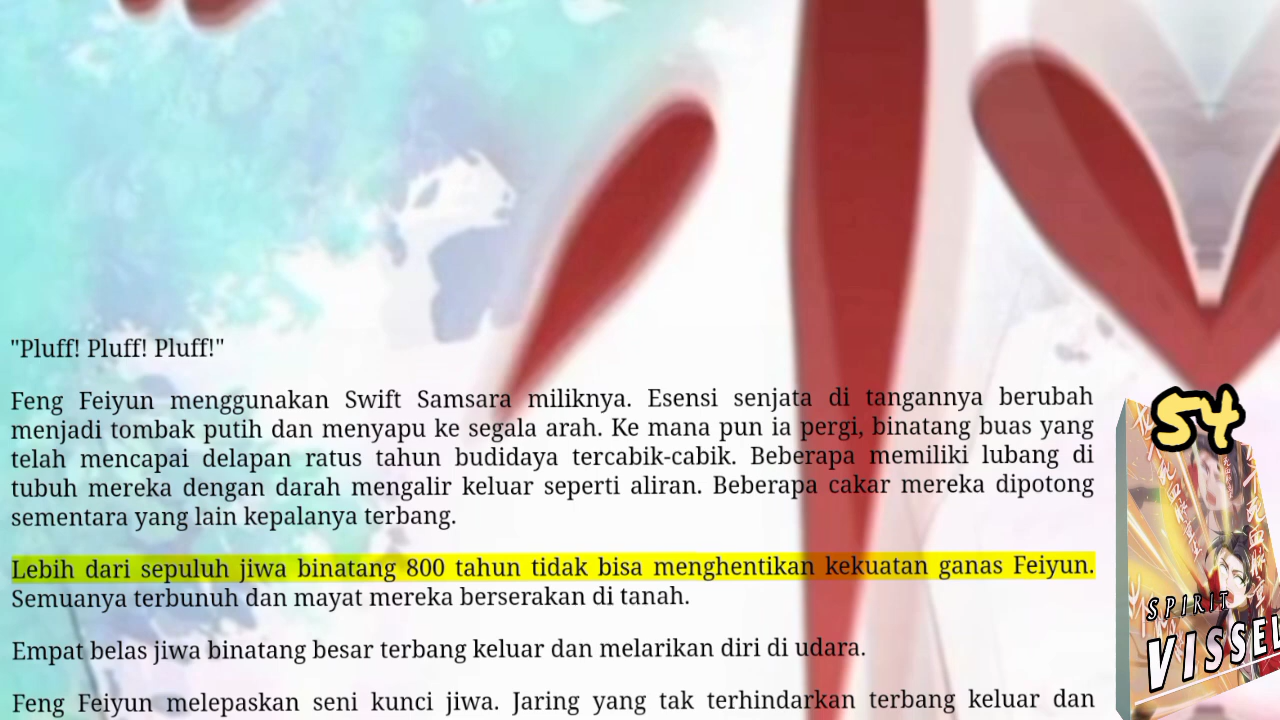 "Pluff! Pluff! Pluff!"
Feng Feiyun menggunakan Swift Samsara miliknya. Esensi senjata di tangannya berubah
menjadi tombak putih dan menyapu ke segala arah. Ke mana pun ia pergi, binatang buas yang
telah mencapai delapan ratus tahun budidaya tercabik-cabik. Beberapa memiliki lubang di
tubuh mereka dengan darah mengalir keluar seperti aliran. Beberapa cakar mereka dipotong
sementara yang lain kepalanya terbang.
Lebih dari sepuluh jiwa binatang 800 tahun tidak bisa menghentikan kekuatan ganas Feiyun.
Semuanya terbunuh dan mayat mereka berserakan di tanah.
Empat belas jiwa binatang besar terbang keluar dan melarikan diri di udara.
Feng Feiyun melepaskan seni kunci jiwa. Jaring yang tak terhindarkan terbang keluar dan
54
SPIRIT
VISSEL